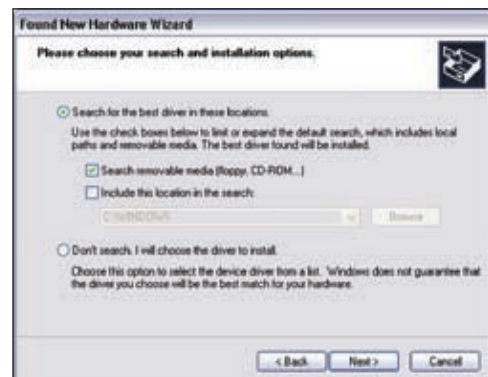 Found New Hardware Wizard
Please choose your search and installation options.
Search for the best driver in these locations.
Use the check boxes below to limit or expand the default search, which includes local
paths and removable media. The best driver found will be installed.
Search removable media (floppy, CD-ROM...)
Include this location in the search:
C:\WINDOWS
Browse
Don't search. I will choose the driver to install.
Choose this option to select the device driver from a list. Windows does not guarantee that
the driver you choose will be the best match for your hardware.
< Back Next > Cancel